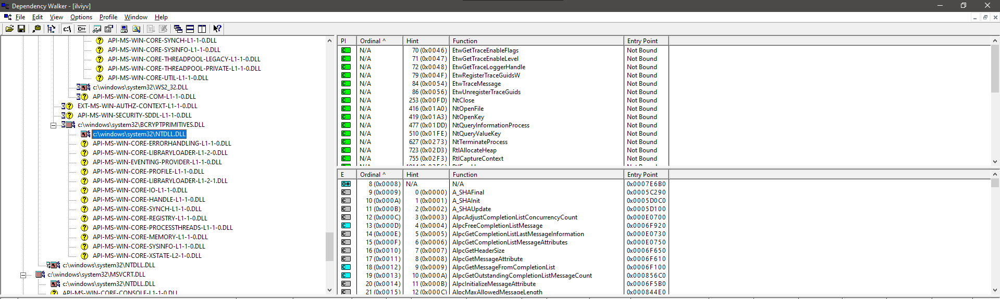 Dependency Walker - [ilviyv]
File Edit View Options Profile Window Help
c:\ C++
API-MS-WIN-CORE-SYNCH-L1-1-0.DLL
API-MS-WIN-CORE-SYSINFO-L1-1-0.DLL
API-MS-WIN-CORE-THREADPOOL-LEGACY-L1-1-0.DLL
API-MS-WIN-CORE-THREADPOOL-PRIVATE-L1-1-0.DLL
API-MS-WIN-CORE-UTIL-L1-1-0.DLL
c:\windows\system32\WS2_32.DLL
API-MS-WIN-CORE-COM-L1-1-0.DLL
EXT-MS-WIN-AUTHZ-CONTEXT-L1-1-0.DLL
API-MS-WIN-SECURITY-SDDL-L1-1-0.DLL
c:\windows\system32\BCRYPTPRIMITIVES.DLL
c:\windows\system32\NTDLL.DLL
API-MS-WIN-CORE-ERRORHANDLING-L1-1-0.DLL
API-MS-WIN-CORE-LIBRARYLOADER-L1-2-0.DLL
API-MS-WIN-EVENTING-PROVIDER-L1-1-0.DLL
API-MS-WIN-CORE-PROFILE-L1-1-0.DLL
API-MS-WIN-CORE-LIBRARYLOADER-L1-2-1.DLL
API-MS-WIN-CORE-IO-L1-1-0.DLL
API-MS-WIN-CORE-HANDLE-L1-1-0.DLL
API-MS-WIN-CORE-SYNCH-L1-1-0.DLL
API-MS-WIN-CORE-REGISTRY-L1-1-0.DLL
API-MS-WIN-CORE-PROCESSTHREADS-L1-1-0.DLL
API-MS-WIN-CORE-MEMORY-L1-1-0.DLL
API-MS-WIN-CORE-SYSINFO-L1-1-0.DLL
API-MS-WIN-CORE-XSTATE-L2-1-0.DLL
c:\windows\system32\NTDLL.DLL
c:\windows\system32\MSVCRT.DLL
c:\windows\system32\NTDLL.DLL
API-MS-WIN-CORE-CONSOLE-L1-1-0.DLL
PI Ordinal ^ Hint Function Entry Point
C N/A 70 (0x0046) EtwGetTraceEnableFlags Not Bound
C N/A 71 (0x0047) EtwGetTraceEnableLevel Not Bound
C N/A 72 (0x0048) EtwGetTraceLoggerHandle Not Bound
C N/A 79 (0x004F) EtwRegisterTraceGuidsW Not Bound
C N/A 84 (0x0054) EtwTraceMessage Not Bound
C N/A 86 (0x0056) EtwUnregisterTraceGuids Not Bound
C N/A 253 (0x00FD) NtClose Not Bound
C N/A 416 (0x01A0) NtOpenFile Not Bound
C N/A 419 (0x01A3) NtOpenKey Not Bound
C N/A 477 (0x01DD) NtQueryInformationProcess Not Bound
C N/A 510 (0x01FE) NtQueryValueKey Not Bound
C N/A 627 (0x0273) NtTerminateProcess Not Bound
C N/A 723 (0x02D3) RtlAllocateHeap Not Bound
C N/A 755 (0x02F3) RtlCaptureContext Not Bound
E Ordinal ^ Hint Function Entry Point
O# 8 (0x0008) N/A N/A 0x0007E6B0
C 9 (0x0009) 0 (0x0000) A_SHAFinal 0x0005C290
C 10 (0x000A) 1 (0x0001) A_SHAInit 0x0005D0C0
C 11 (0x000B) 2 (0x0002) A_SHAUpdate 0x0005D100
C 12 (0x000C) 3 (0x0003) AlpcAdjustCompletionListConcurrencyCount 0x000E0700
C 13 (0x000D) 4 (0x0004) AlpcFreeCompletionListMessage 0x0006F920
C 14 (0x000E) 5 (0x0005) AlpcGetCompletionListLastMessageInformation 0x000E0730
C 15 (0x000F) 6 (0x0006) AlpcGetCompletionListMessageAttributes 0x000E0750
C 16 (0x0010) 7 (0x0007) AlpcGetHeaderSize 0x0006F650
C 17 (0x0011) 8 (0x0008) AlpcGetMessageAttribute 0x0006F610
C 18 (0x0012) 9 (0x0009) AlpcGetMessageFromCompletionList 0x0006F100
C 19 (0x0013) 10 (0x000A) AlpcGetOutstandingCompletionListMessageCount 0x000856C0
C 20 (0x0014) 11 (0x000B) AlpcInitializeMessageAttribute 0x0006F5B0
C 21 (0x0015) 12 (0x000C) AlpcMaxAllowedMessageLength 0x000844E0